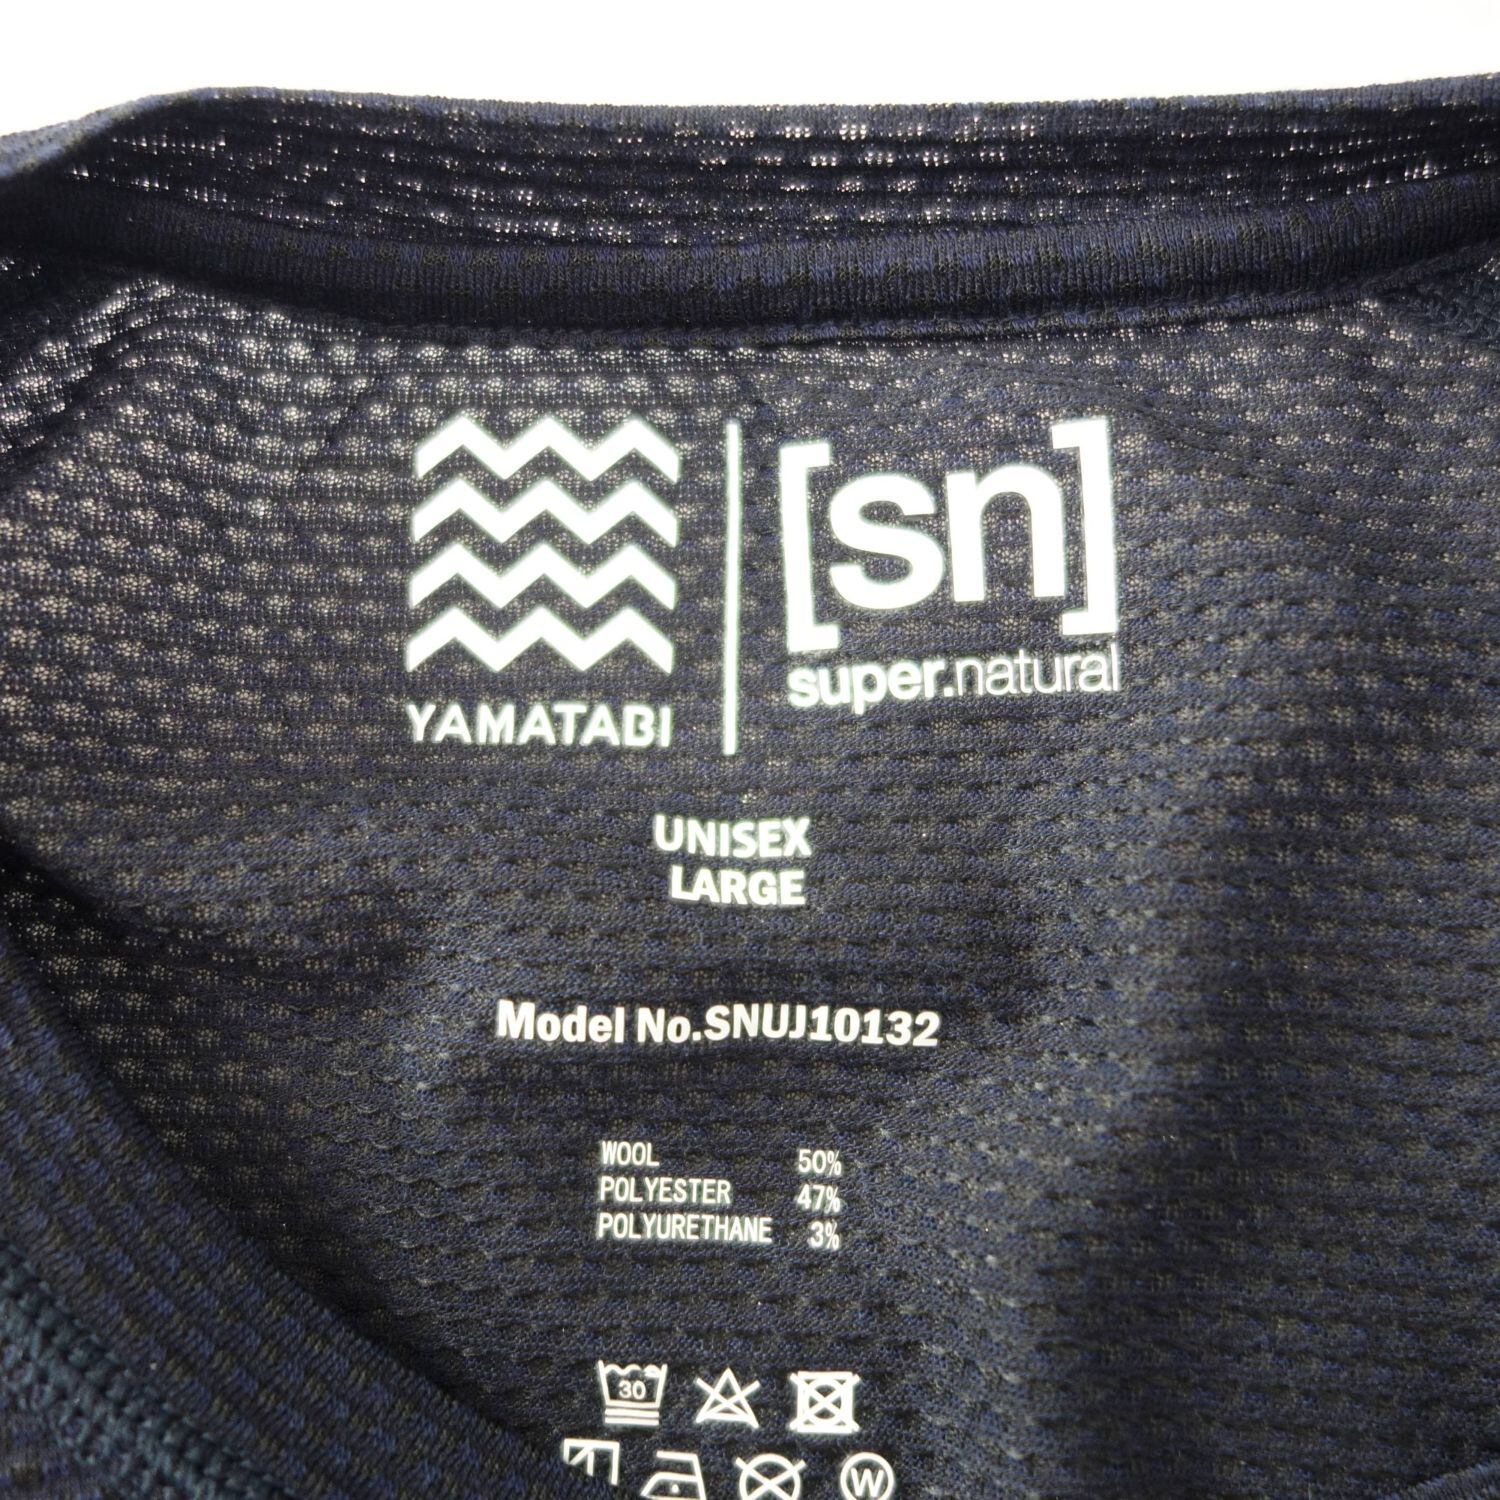 YAMATABI
[sn]
super.natural
UNISEX
LARGE
Model No.SNUJ10132
WOOL 50%
POLYESTER 47%
POLYURETHANE 3%
30
W